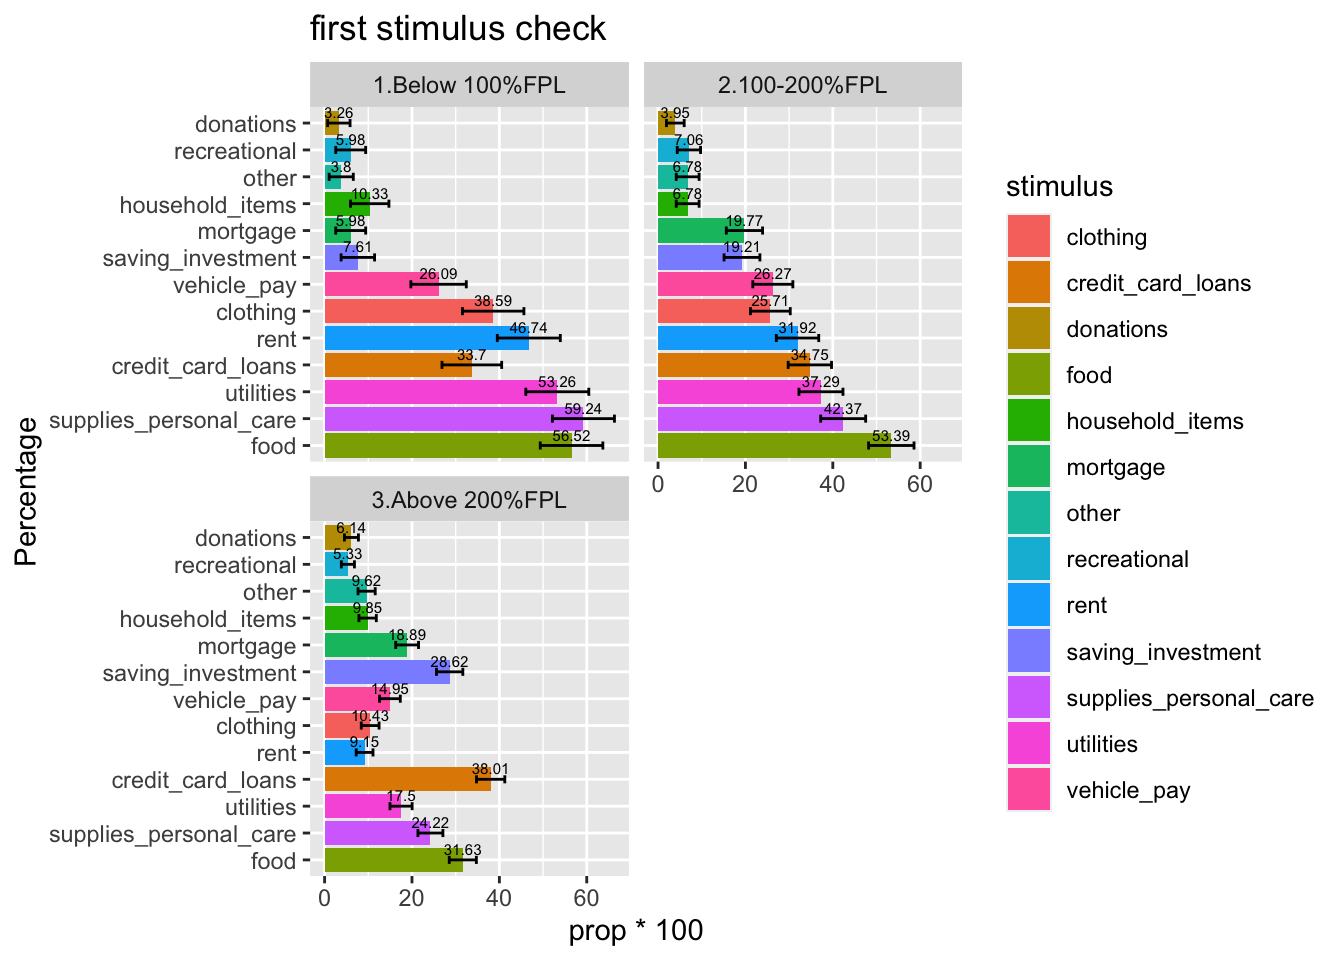 first stimulus check
1.Below 100%FPL
2.100-200%FPL
donations
3.26
3.95
recreational
5.98
7.06
other
3.8
6.78
household_items
10.33
6.78
mortgage
5.98
19.77
saving_investment
7.61
19.21
vehicle_pay
26.09
26.27
clothing
38.59
25.71
rent
46.74
31.92
credit_card_loans
33.7
34.75
utilities
53.26
37.29
supplies_personal_care
59.24
42.37
food
56.52
53.39
0 20 40 60
3.Above 200%FPL
donations
6.14
recreational
5.33
other
9.62
household_items
9.85
mortgage
18.89
saving_investment
28.62
vehicle_pay
14.95
clothing
10.43
rent
9.15
credit_card_loans
38.01
utilities
17.5
supplies_personal_care
24.22
food
31.63
0 20 40 60
prop * 100
Percentage
stimulus
clothing
credit_card_loans
donations
food
household_items
mortgage
other
recreational
rent
saving_investment
supplies_personal_care
utilities
vehicle_pay